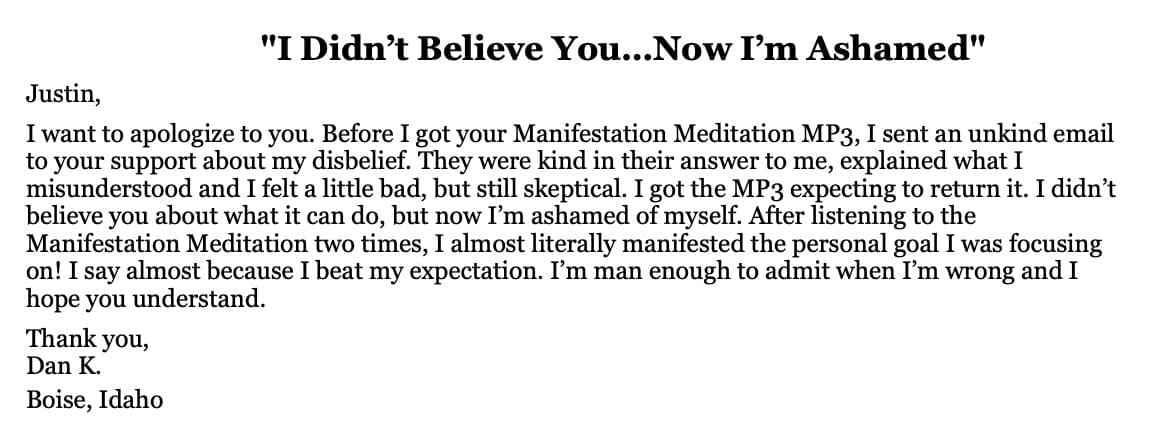 "I Didn’t Believe You...Now I’m Ashamed"
Justin,
I want to apologize to you. Before I got your Manifestation Meditation MP3, I sent an unkind email
to your support about my disbelief. They were kind in their answer to me, explained what I
misunderstood and I felt a little bad, but still skeptical. I got the MP3 expecting to return it. I didn’t
believe you about what it can do, but now I’m ashamed of myself. After listening to the
Manifestation Meditation two times, I almost literally manifested the personal goal I was focusing
on! I say almost because I beat my expectation. I’m man enough to admit when I’m wrong and I
hope you understand.
Thank you,
Dan K.
Boise, Idaho